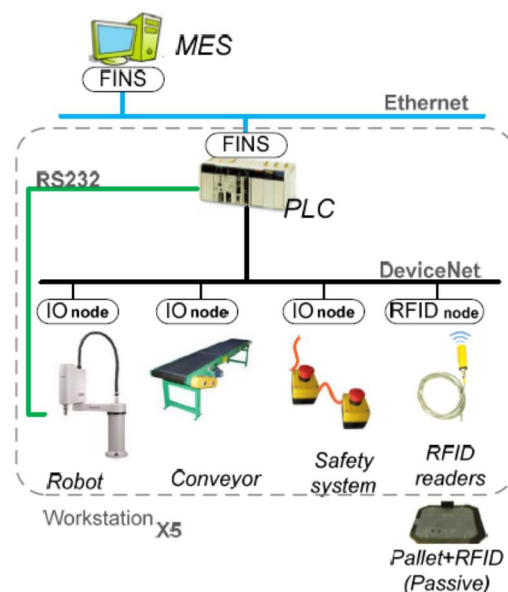 MES
FINS
Ethernet
FINS
RS232
PLC
DeviceNet
IO node
IO node
IO node
RFID node
Robot
Conveyor
Safety
system
RFID
readers
Workstation X5
Pallet+RFID
(Passive)